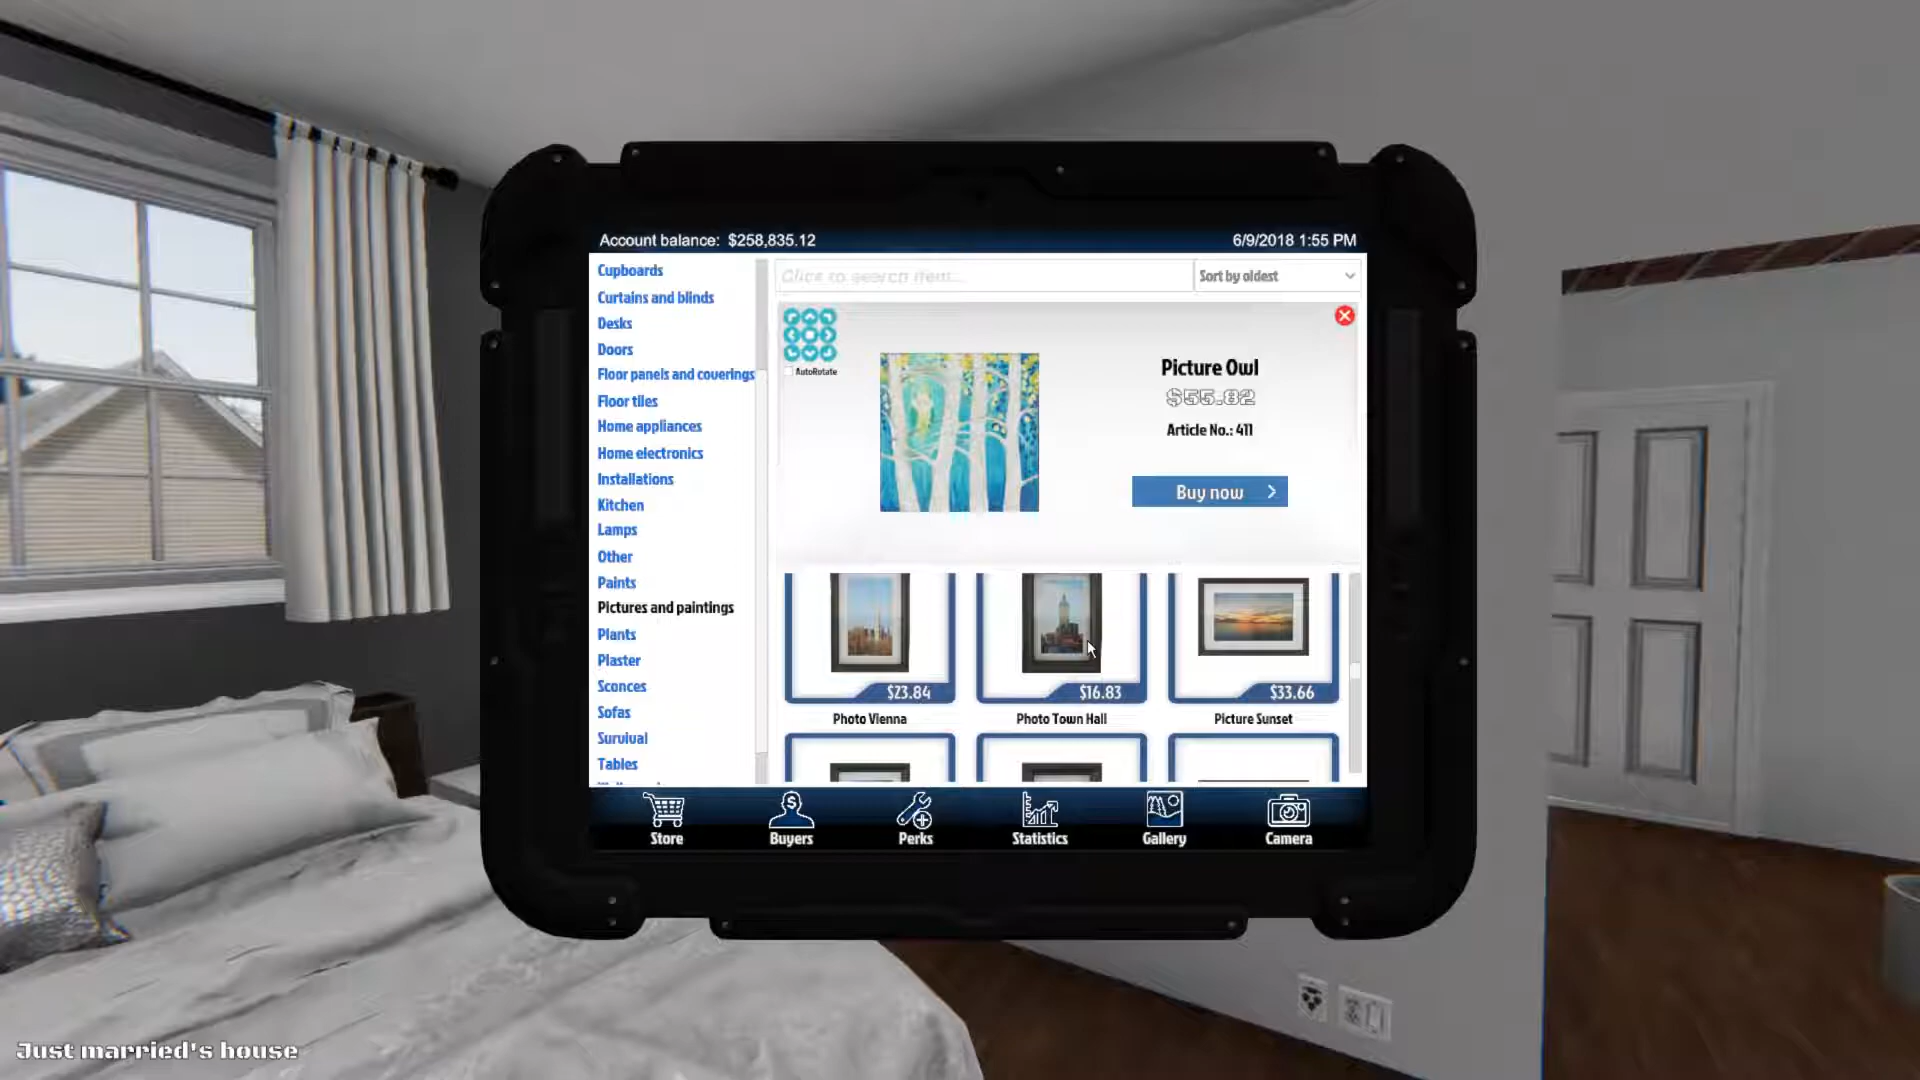 Account balance: $258,835.12
6/9/2018 1:55 PM
Cupboards
Curtains and blinds
Desks
Doors
Floor panels and coverings
Floor tiles
Home appliances
Home electronics
Installations
Kitchen
Lamps
Other
Paints
Pictures and paintings
Plants
Plaster
Sconces
Sofas
Survival
Tables
Click to search item...
Sort by oldest
AutoRotate
Picture Owl
$55.82
Article No.: 411
Buy now
$23.84
$16.83
$33.66
Photo Vienna
Photo Town Hall
Picture Sunset
Store
Buyers
Perks
Statistics
Gallery
Camera
Just married's house